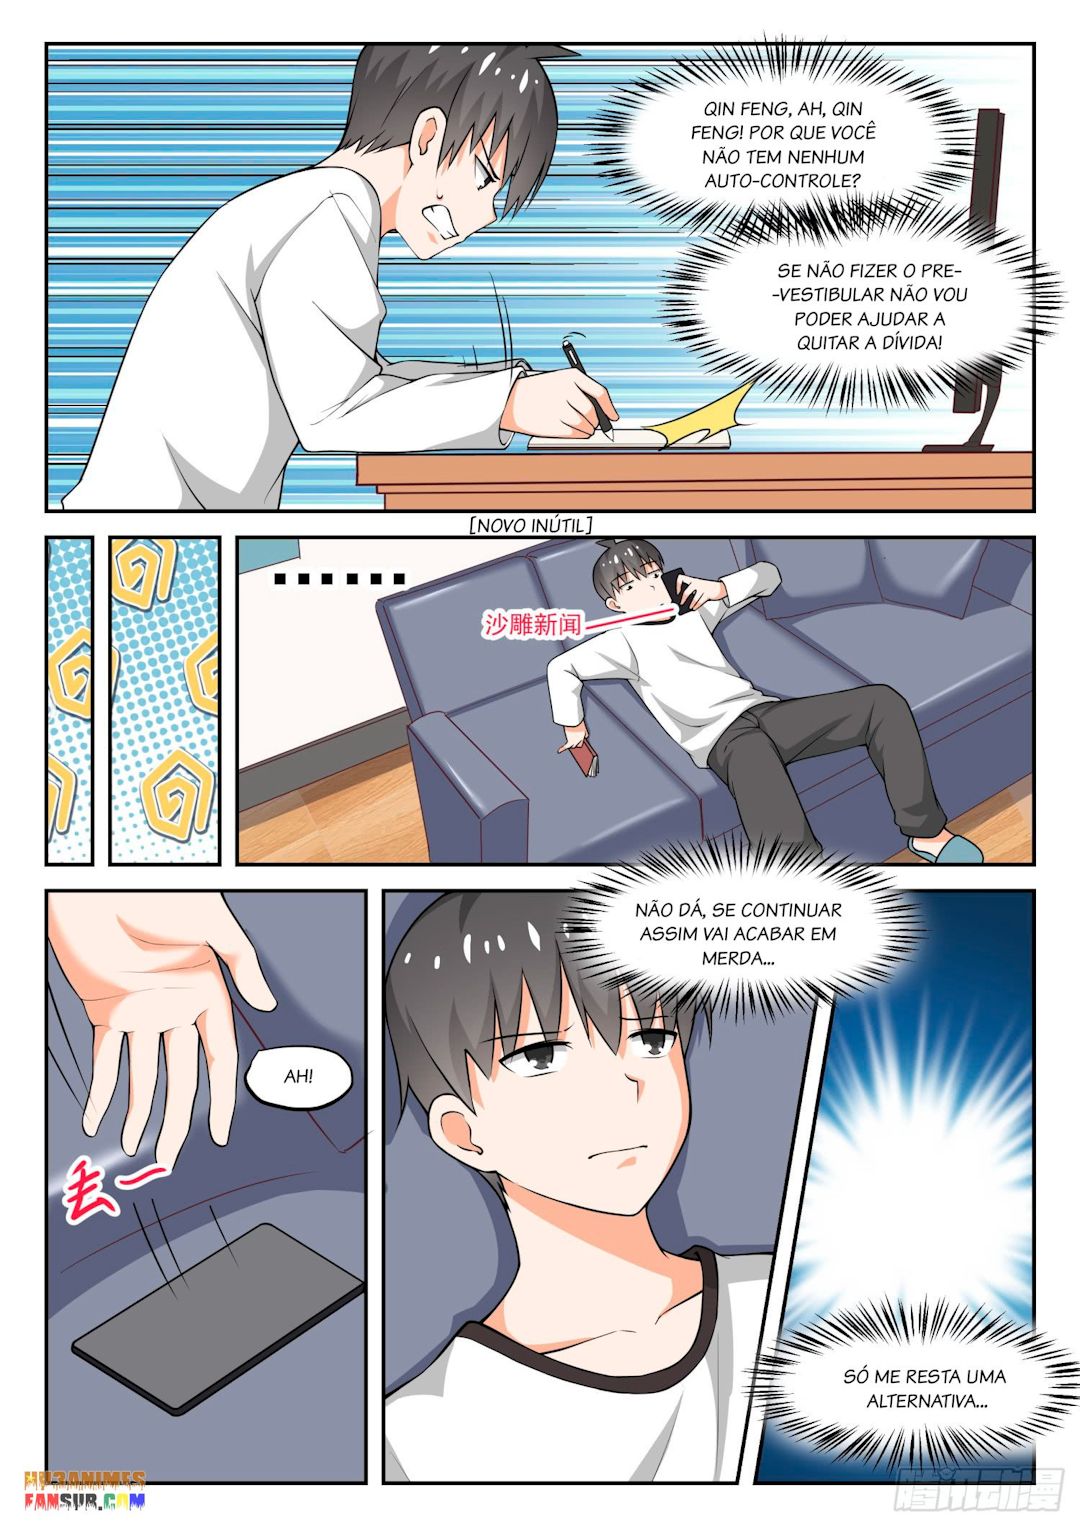 QIN FENG, AH, QIN
FENG! POR QUE VOCÊ
NÃO TEM NENHUM
AUTO-CONTROLE?
SE NÃO FIZER O PRE-
-VESTIBULAR NÃO VOU
PODER AJUDAR A
QUITAR A DÍVIDA!
[NOVO INÚTIL]
......
沙雕新闻
AH!
丢一
NÃO DÁ, SE CONTINUAR
ASSIM VAI ACABAR EM
MERDA...
SÓ ME RESTA UMA
ALTERNATIVA...
HU3ANIMES
FANSUB.COM
腾讯动漫